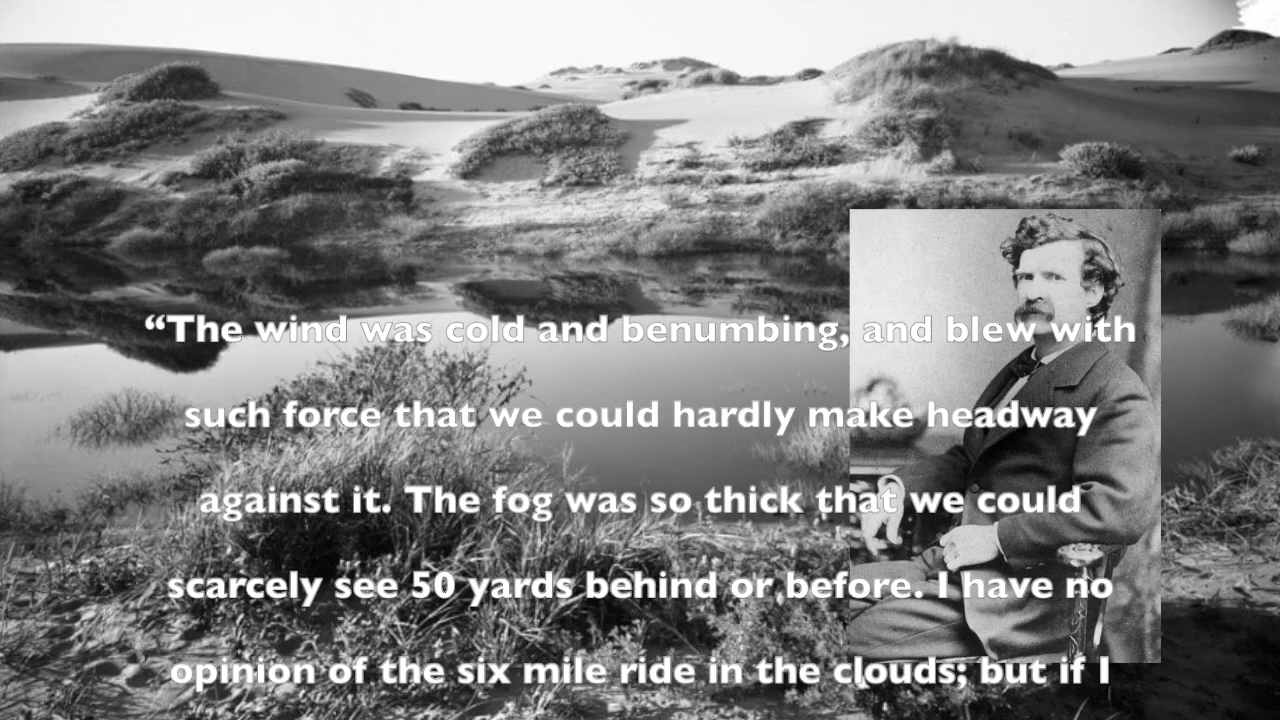 “The wind was cold and benumbing, and blew with
such force that we could hardly make headway
against it. The fog was so thick that we could
scarcely see 50 yards behind or before. I have no
opinion of the six mile ride in the clouds; but if I